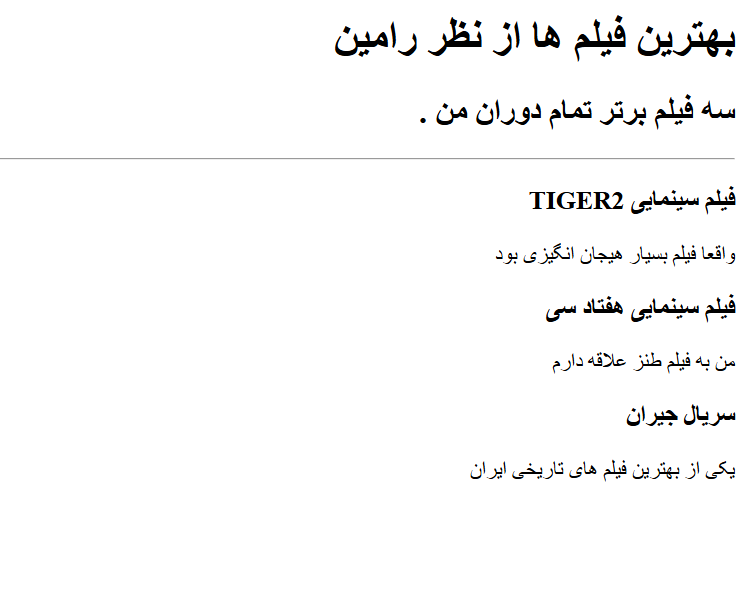 بهترین فیلم ها از نظر رامین
سه فیلم برتر تمام دوران من .
فیلم سینمایی TIGER2
واقعا فیلم بسیار هیجان انگیزی بود
فیلم سینمایی هفتاد سی
من به فیلم طنز علاقه دارم
سریال جیران
یکی از بهترین فیلم های تاریخی ایران